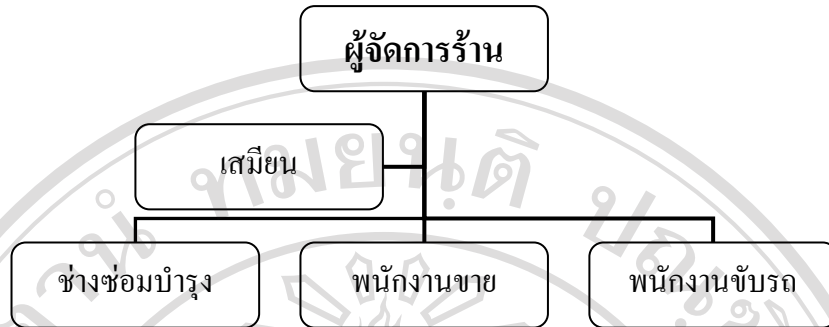 ผู้จัดการร้าน
เสมียน
ช่างซ่อมบำรุง
พนักงานขาย
พนักงานขับรถ